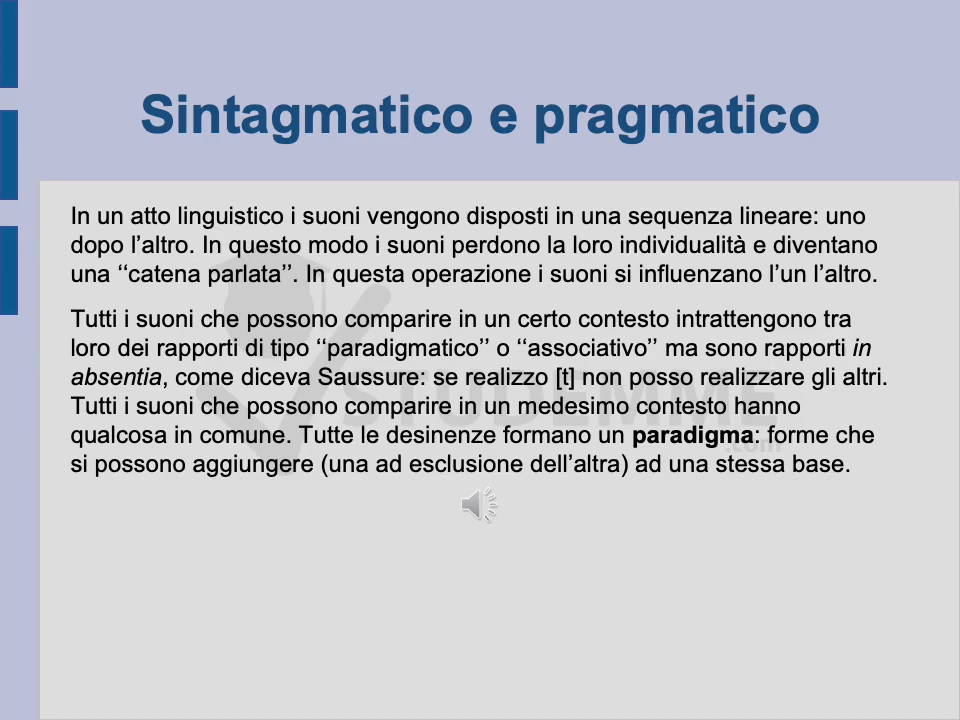 Sintagmatico e pragmatico
In un atto linguistico i suoni vengono disposti in una sequenza lineare: uno
dopo l’altro. In questo modo i suoni perdono la loro individualità e diventano
una ‘‘catena parlata’’. In questa operazione i suoni si influenzano l’un l’altro.
Tutti i suoni che possono comparire in un certo contesto intrattengono tra
loro dei rapporti di tipo ‘‘paradigmatico’’ o ‘‘associativo’’ ma sono rapporti in
absentia, come diceva Saussure: se realizzo [t] non posso realizzare gli altri.
Tutti i suoni che possono comparire in un medesimo contesto hanno
qualcosa in comune. Tutte le desinenze formano un paradigma: forme che
si possono aggiungere (una ad esclusione dell’altra) ad una stessa base.
STUDEMME
.com